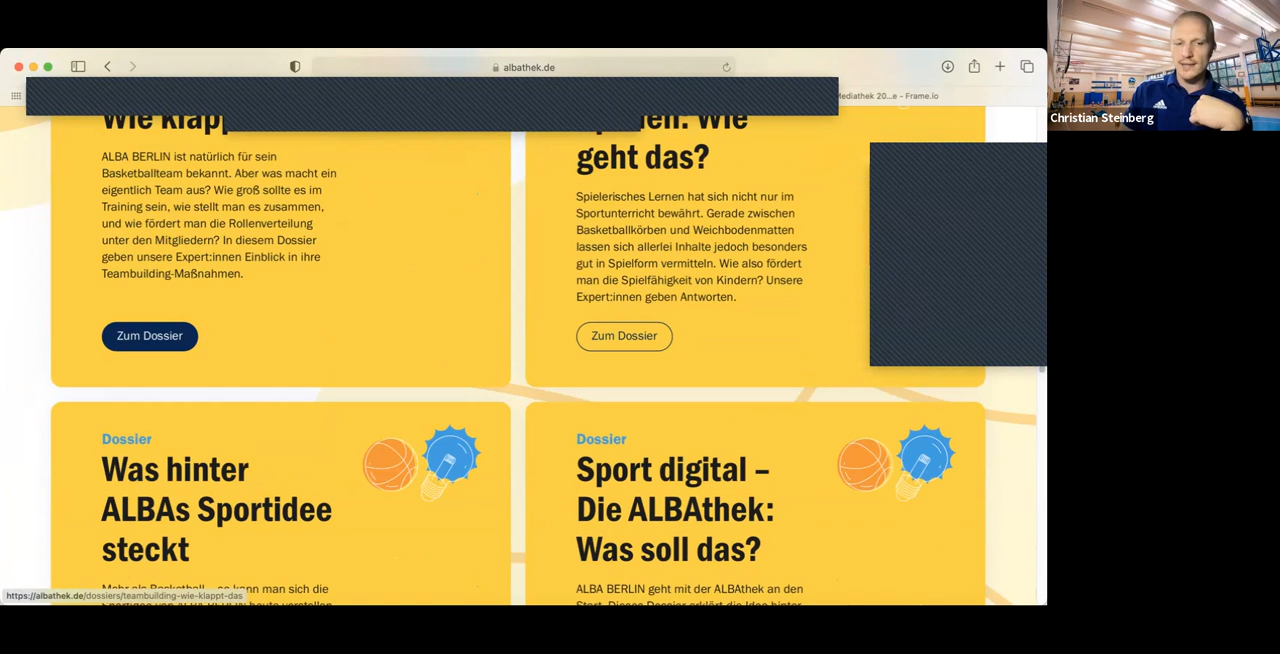 albathek.de
Mediathek 20...e - Frame.io
Christian Steinberg
Wie
Wie
geht das?
ALBA BERLIN ist natürlich für sein
Basketballteam bekannt. Aber was macht ein
eigentlich Team aus? Wie groß sollte es im
Training sein, wie stellt man es zusammen,
und wie fördert man die Rollenverteilung
unter den Mitgliedern? In diesem Dossier
geben unsere Expert:innen Einblick in ihre
Teambuilding-Maßnahmen.
Zum Dossier
Spielerisches Lernen hat sich nicht nur im
Sportunterricht bewährt. Gerade zwischen
Basketballkörben und Weichbodenmatten
lassen sich allerlei Inhalte jedoch besonders
gut in Spielform vermitteln. Wie also fördert
man die Spielfähigkeit von Kindern? Unsere
Expert:innen geben Antworten.
Zum Dossier
Dossier
Was hinter
ALBAs Sportidee
steckt
Dossier
Sport digital –
Die ALBAthek:
Was soll das?
ALBA BERLIN geht mit der ALBAthek an den
https://albathek.de/dossiers/teambuilding-wie-klappt-das